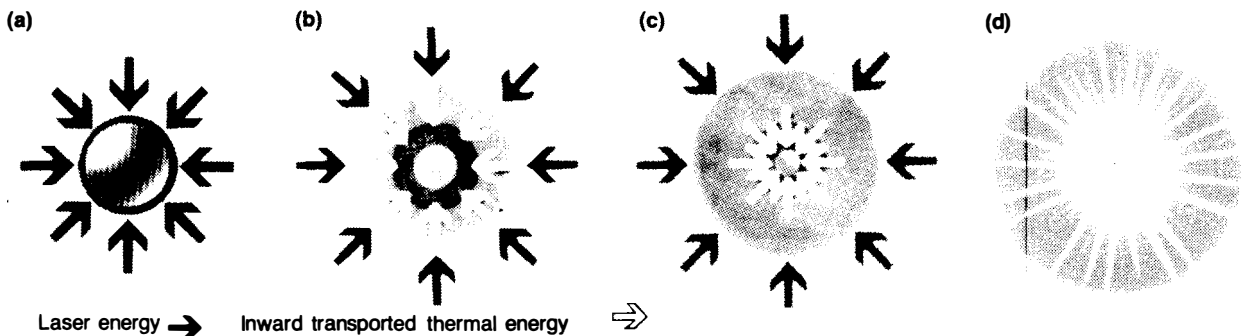 (a)
(b)
(c)
(d)
Laser energy
Inward transported thermal energy